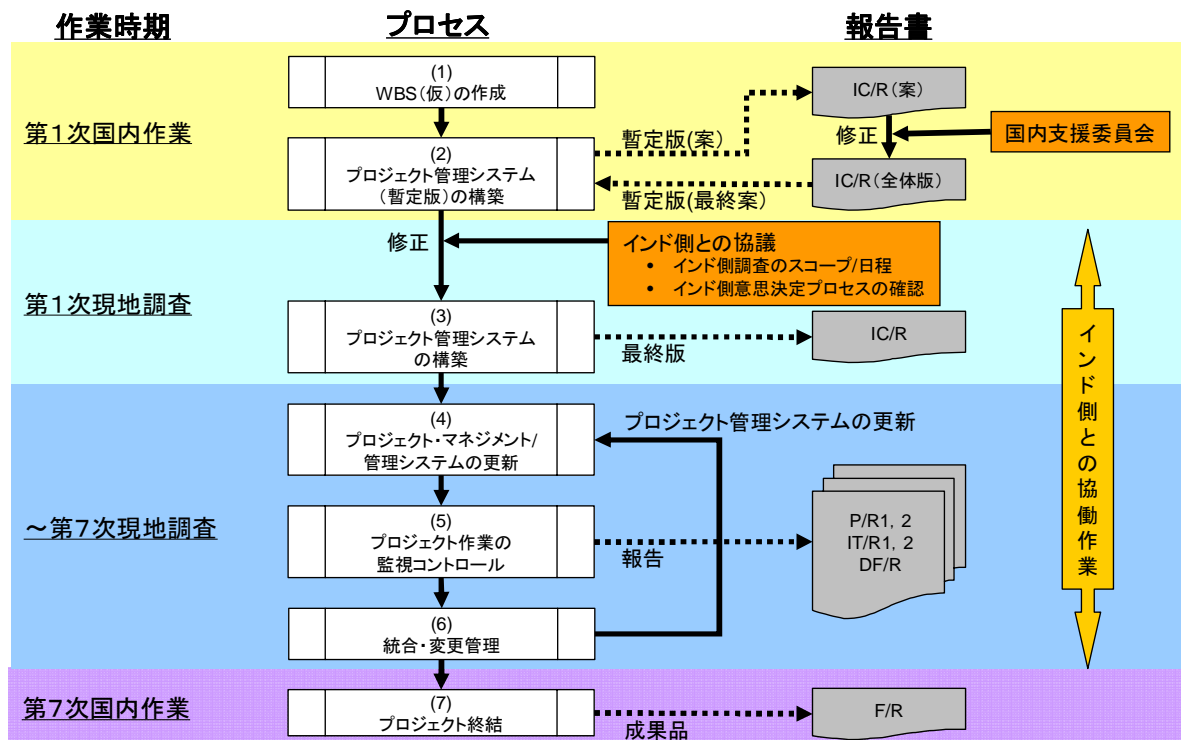 作業時期
プロセス
報告書
第1次国内作業
(1)
WBS(仮)の作成
(2)
プロジェクト管理システム
(暫定版)の構築
暫定版(案)
暫定版(最終案)
IC/R(案)
修正
国内支援委員会
IC/R(全体版)
第1次現地調査
修正
インド側との協議
• インド側調査のスコープ/日程
• インド側意思決定プロセスの確認
(3)
プロジェクト管理システム
の構築
最終版
IC/R
インド側との協働作業
～第7次現地調査
(4)
プロジェクト・マネジメント/
管理システムの更新
プロジェクト管理システムの更新
(5)
プロジェクト作業の
監視コントロール
報告
P/R1, 2
IT/R1, 2
DF/R
(6)
統合・変更管理
第7次国内作業
(7)
プロジェクト終結
成果品
F/R